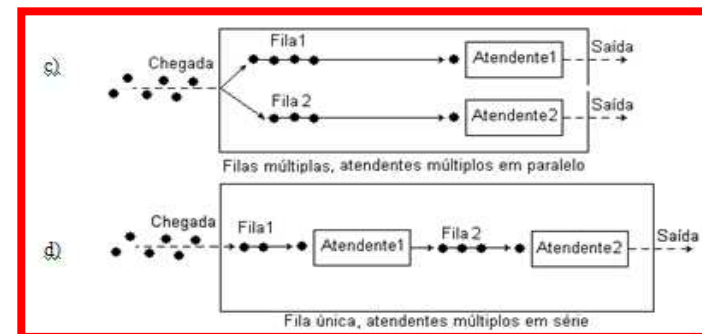 c)
Chegada
Fila1
Atendente1
Saída
Fila 2
Atendente2
Saída
Filas múltiplas, atendentes múltiplos em paralelo
d)
Chegada
Fila1
Atendente1
Fila 2
Atendente2
Saída
Fila única, atendentes múltiplos em série